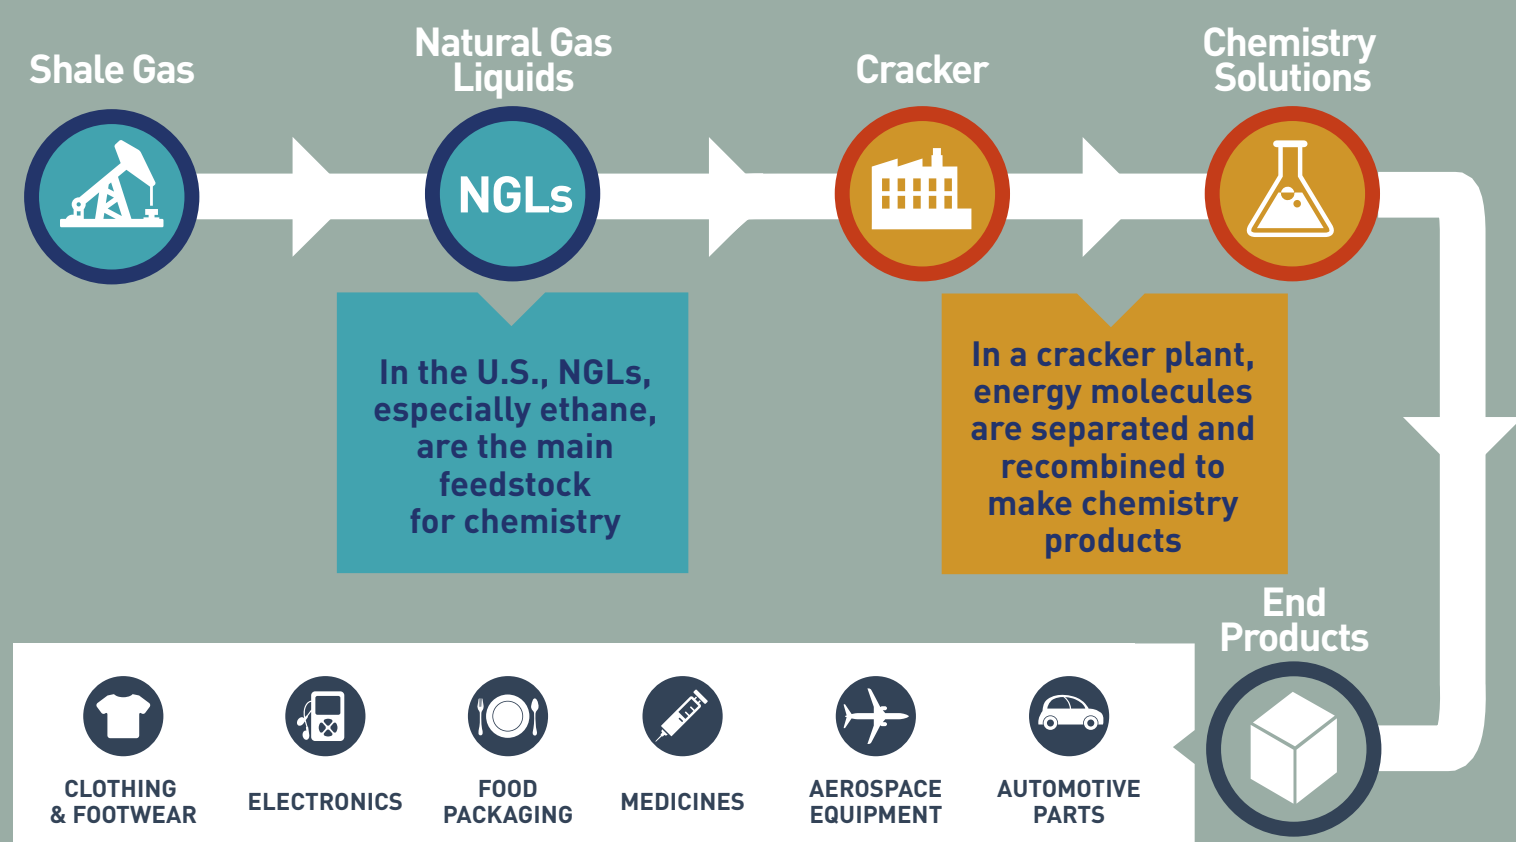 Shale Gas
Natural Gas
Liquids
Cracker
Chemistry
Solutions
NGLs
In the U.S., NGLs,
especially ethane,
are the main
feedstock
for chemistry
In a cracker plant,
energy molecules
are separated and
recombined to
make chemistry
products
End
Products
CLOTHING
& FOOTWEAR
ELECTRONICS
FOOD
PACKAGING
MEDICINES
AEROSPACE
EQUIPMENT
AUTOMOTIVE
PARTS